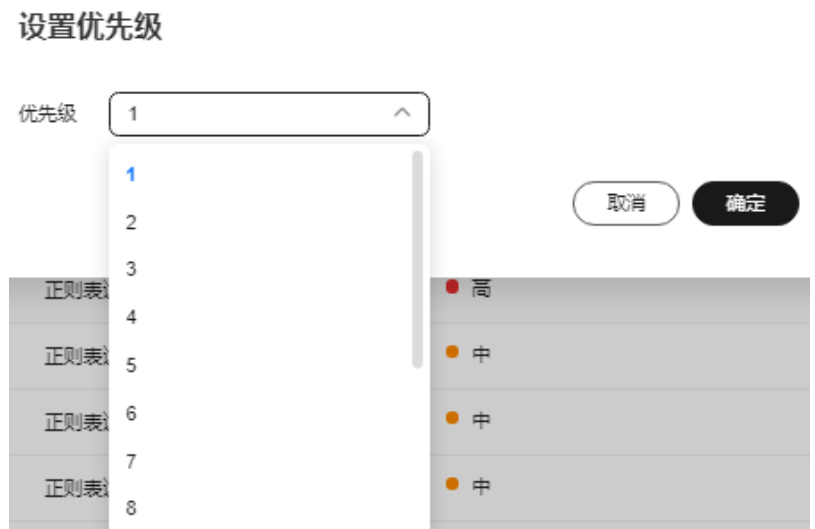 设置优先级
优先级 1
1
2
取消 确定
3
正则表 高
4
正则表 5 中
正则表 6 中
7
正则表 中
8